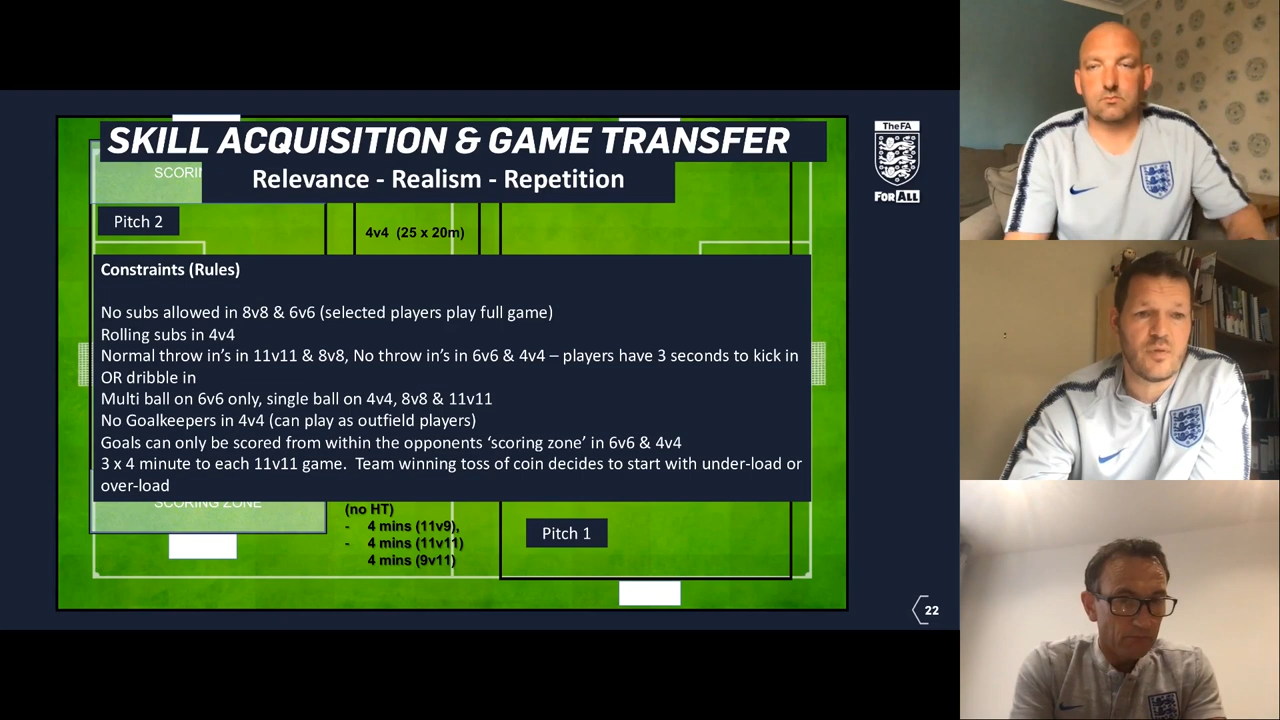 SKILL ACQUISITION & GAME TRANSFER
Relevance - Realism - Repetition
The FA
FOR ALL
SCORI
Pitch 2
4v4 (25 x 20m)
Constraints (Rules)
No subs allowed in 8v8 & 6v6 (selected players play full game)
Rolling subs in 4v4
Normal throw in's in 11v11 & 8v8, No throw in's in 6v6 & 4v4 – players have 3 seconds to kick in
OR dribble in
Multi ball on 6v6 only, single ball on 4v4, 8v8 & 11v11
No Goalkeepers in 4v4 (can play as outfield players)
Goals can only be scored from within the opponents ‘scoring zone’ in 6v6 & 4v4
3 x 4 minute to each 11v11 game.  Team winning toss of coin decides to start with under-load or
over-load
SCORING ZONE
(no HT)
- 4 mins (11v9),
- 4 mins (11v11)
4 mins (9v11)
Pitch 1
22